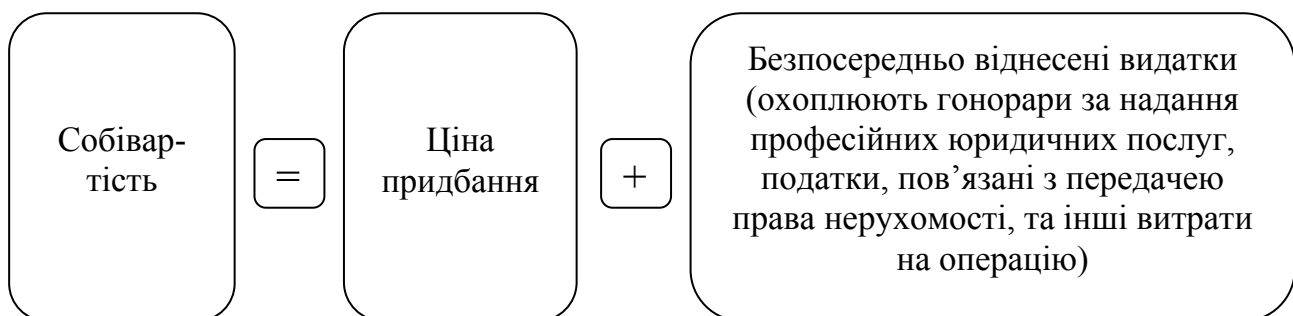 Собівар-
тість
=
Ціна
придбання
+
Безпосередньо віднесені видатки
(охоплюють гонорари за надання
професійних юридичних послуг,
податки, пов’язані з передачею
права нерухомості, та інші витрати
на операцію)